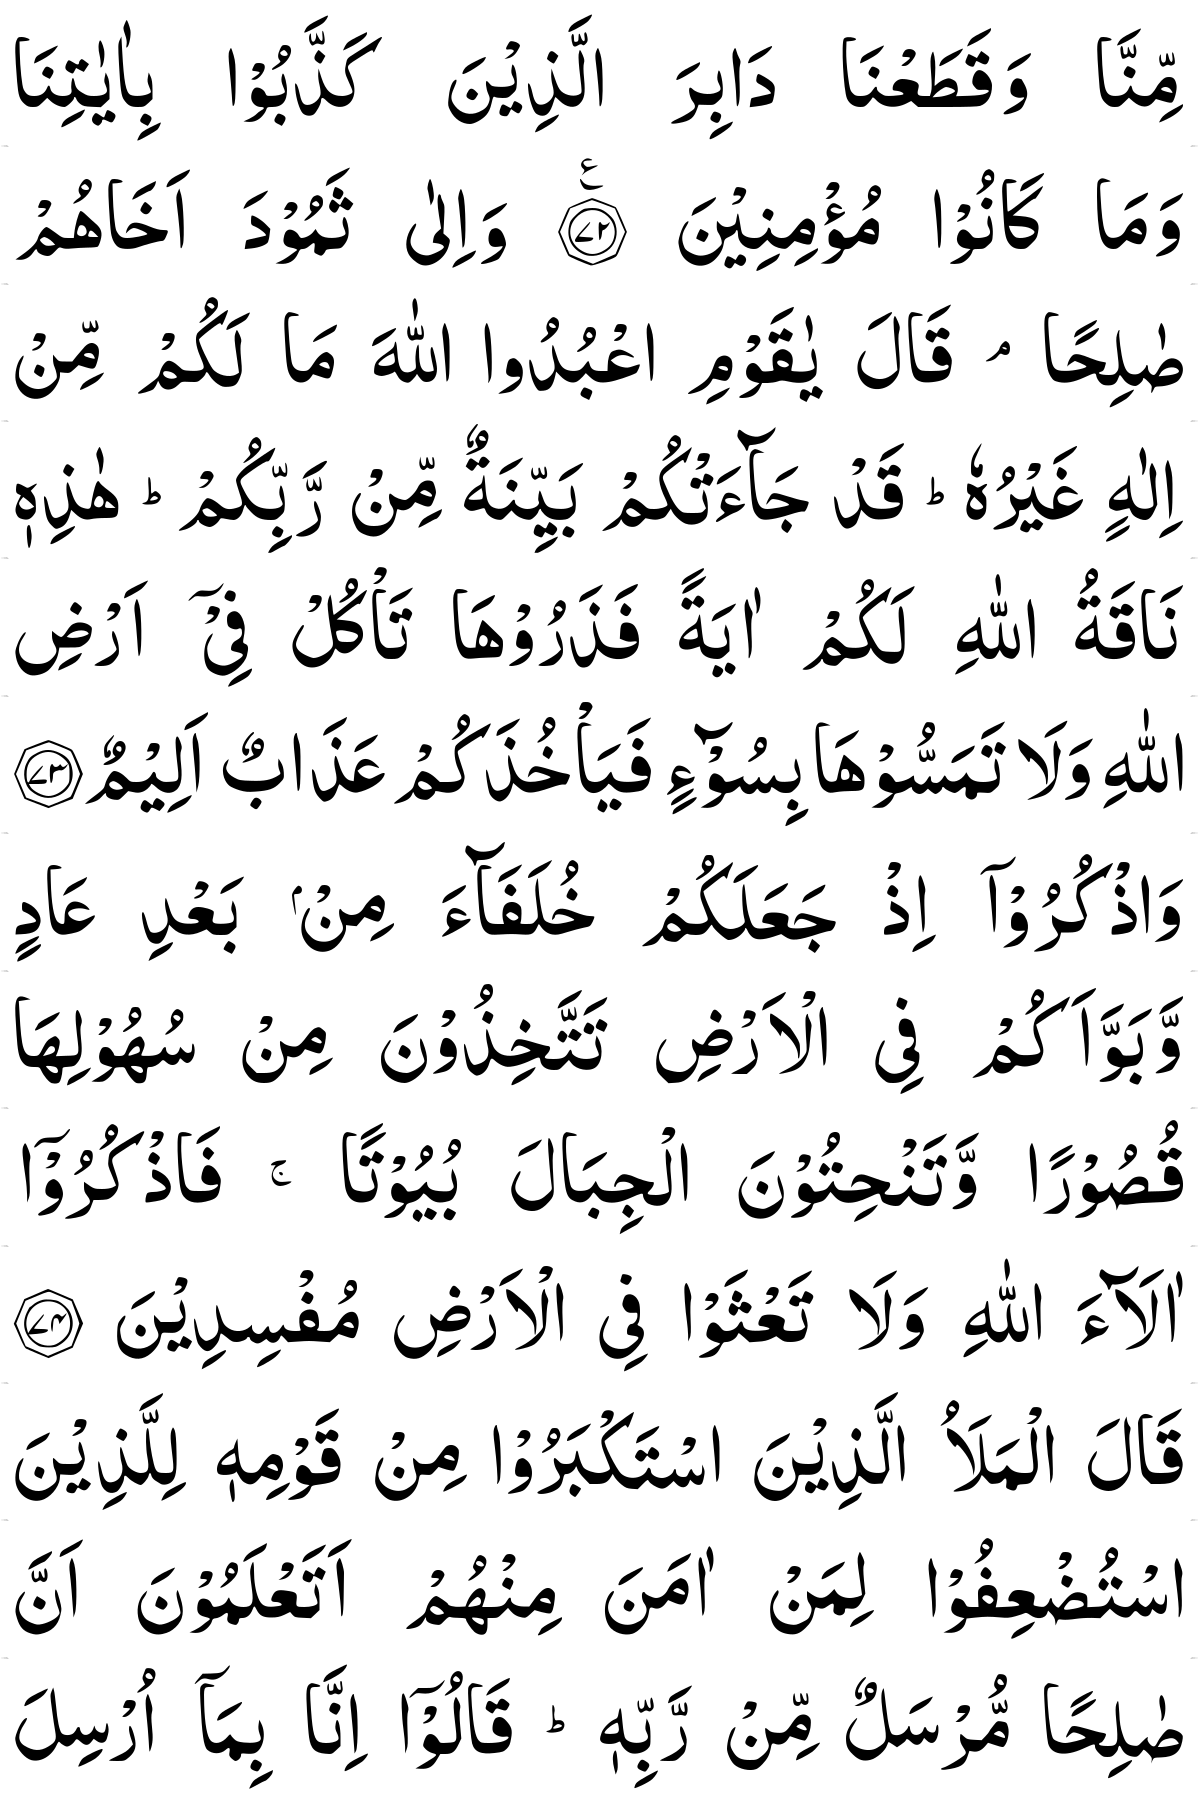 مِّنَّا وَقَطَعْنَا دَابِرَ الَّذِيْنَ كَذَّبُوْا بِاٰيٰتِنَا
وَمَا كَانُوْا مُؤْمِنِيْنَ ࣖ ۝٧٢ وَاِلٰى ثَمُوْدَ اَخَاهُمْ
صٰلِحًا ۘ قَالَ يٰقَوْمِ اعْبُدُوا اللّٰهَ مَا لَكُمْ مِّنْ
اِلٰهٍ غَيْرُهٗ ؕ قَدْ جَآءَتْكُمْ بَيِّنَةٌ مِّنْ رَّبِّكُمْ ؕ هٰذِهٖ
نَاقَةُ اللّٰهِ لَكُمْ اٰيَةً فَذَرُوْهَا تَاْكُلْ فِيْۤ اَرْضِ
اللّٰهِ وَلَا تَمَسُّوْهَا بِسُوْٓءٍ فَيَاْخُذَكُمْ عَذَابٌ اَلِيْمٌ ۝٧٣
وَاذْكُرُوْۤا اِذْ جَعَلَكُمْ خُلَفَآءَ مِنْۢ بَعْدِ عَادٍ
وَّبَوَّاَكُمْ فِى الْاَرْضِ تَتَّخِذُوْنَ مِنْ سُهُوْلِهَا
قُصُوْرًا وَّتَنْحِتُوْنَ الْجِبَالَ بُيُوْتًا ۚ فَاذْكُرُوْۤا
اٰلَآءَ اللّٰهِ وَلَا تَعْثَوْا فِى الْاَرْضِ مُفْسِدِيْنَ ۝٧٤
قَالَ الْمَلَاُ الَّذِيْنَ اسْتَكْبَرُوْا مِنْ قَوْمِهٖ لِلَّذِيْنَ
اسْتُضْعِفُوْا لِمَنْ اٰمَنَ مِنْهُمْ اَتَعْلَمُوْنَ اَنَّ
صٰلِحًا مُّرْسَلٌ مِّنْ رَّبِّهٖ ؕ قَالُوْۤا اِنَّا بِمَاۤ اُرْسِلَ